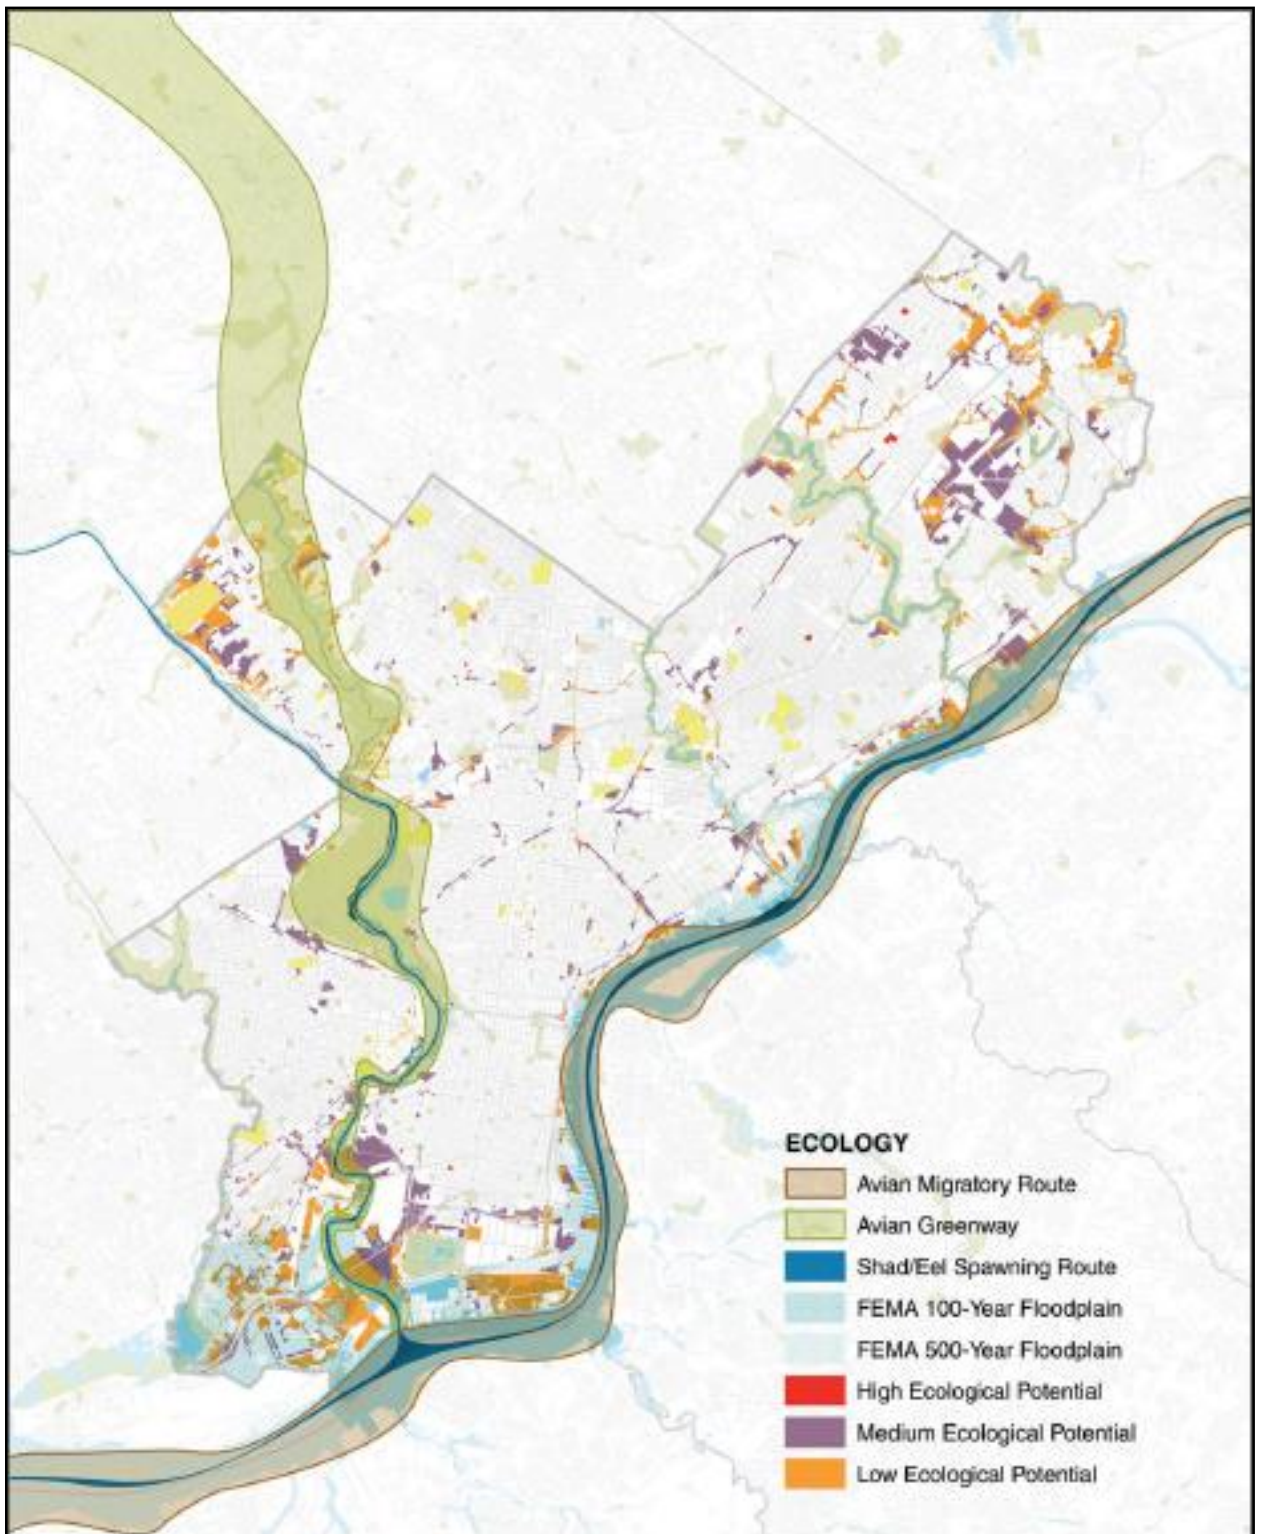 ECOLOGY
Avian Migratory Route
Avian Greenway
Shad/Eel Spawning Route
FEMA 100-Year Floodplain
FEMA 500-Year Floodplain
High Ecological Potential
Medium Ecological Potential
Low Ecological Potential